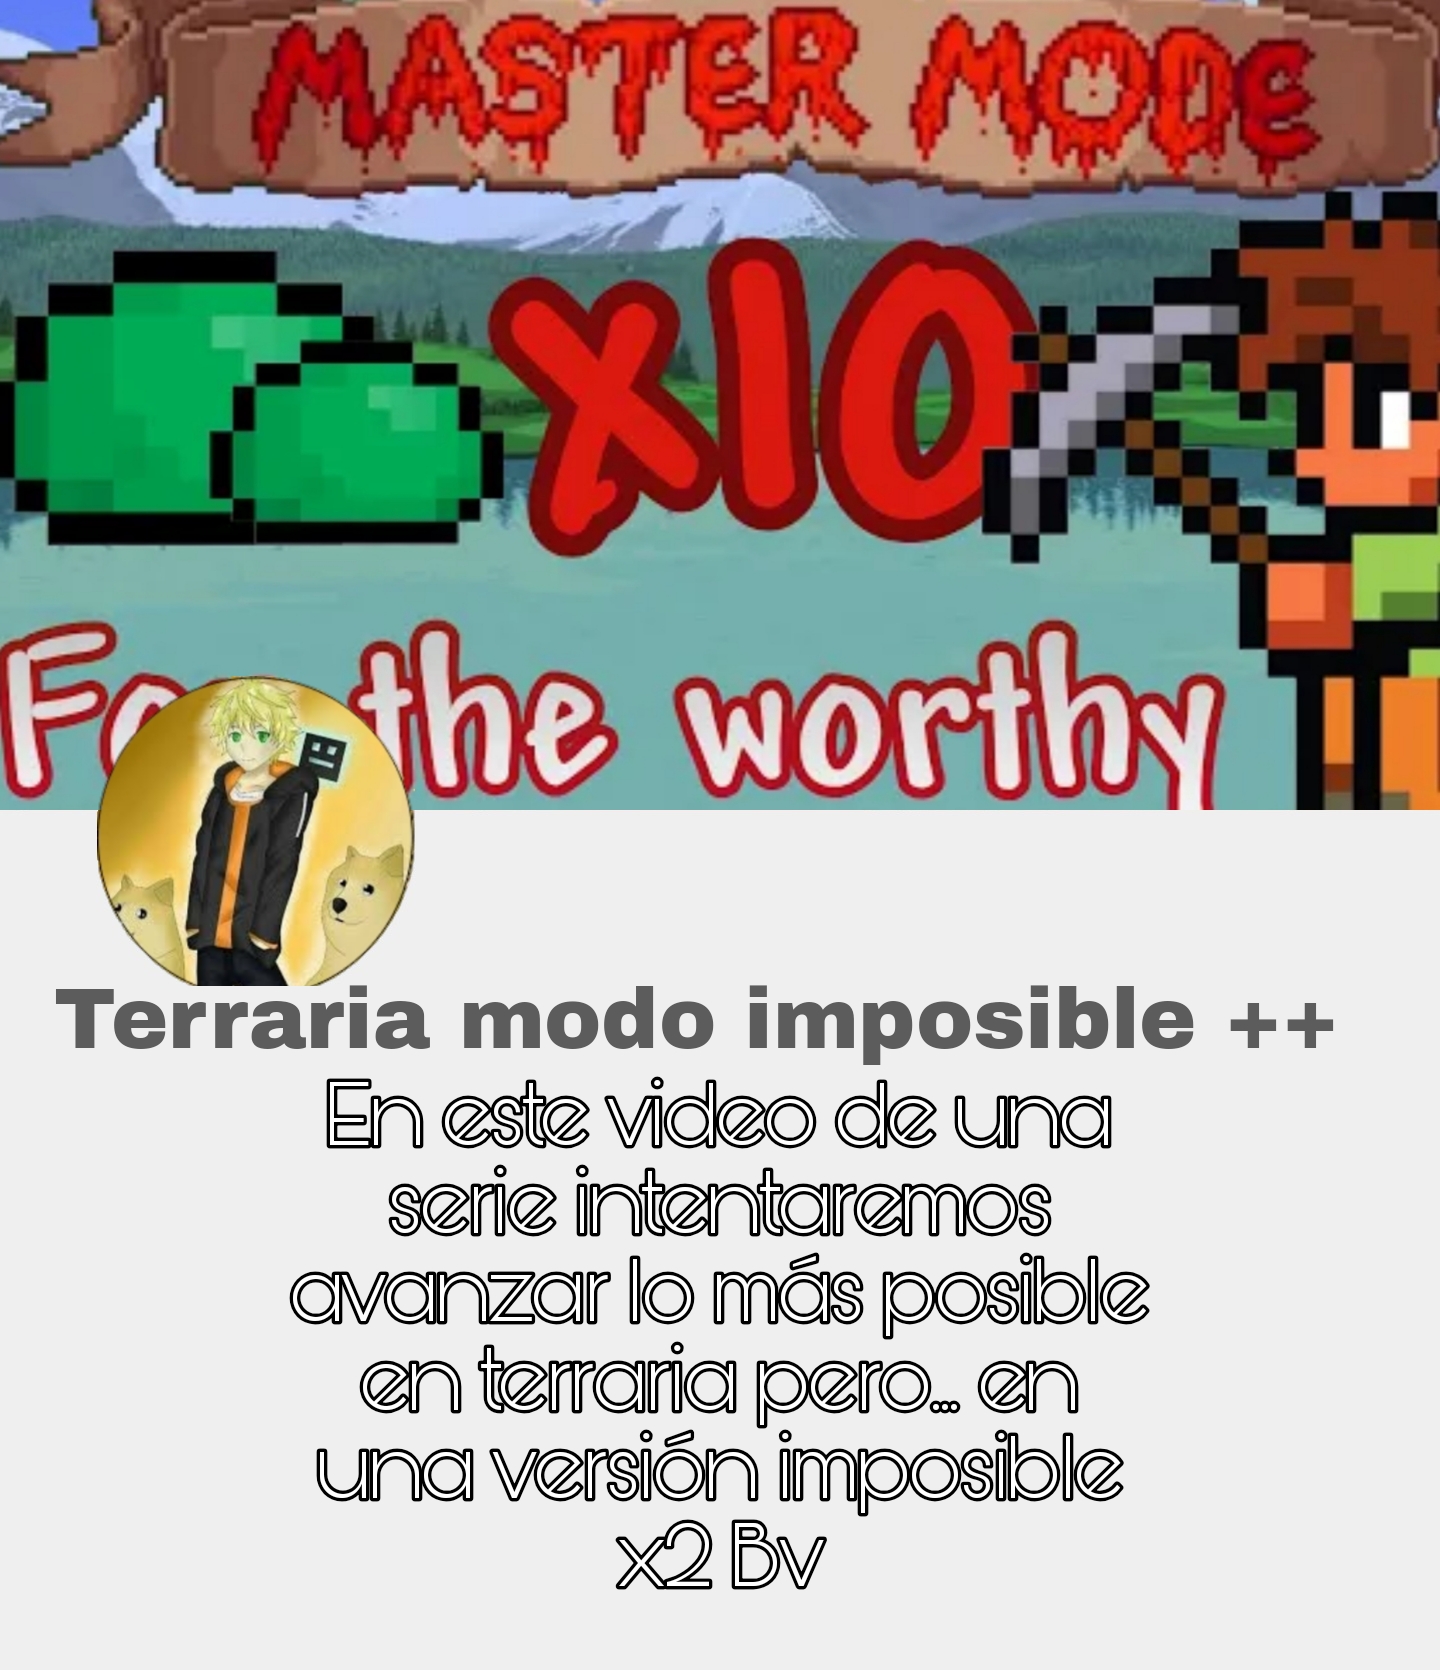 MASTER MODE
X10
the worthy
Terraria modo imposible ++
En este video de una
serie intentaremos
avanzar lo más posible
en terraria pero... en
una versión imposible
x2 Bv